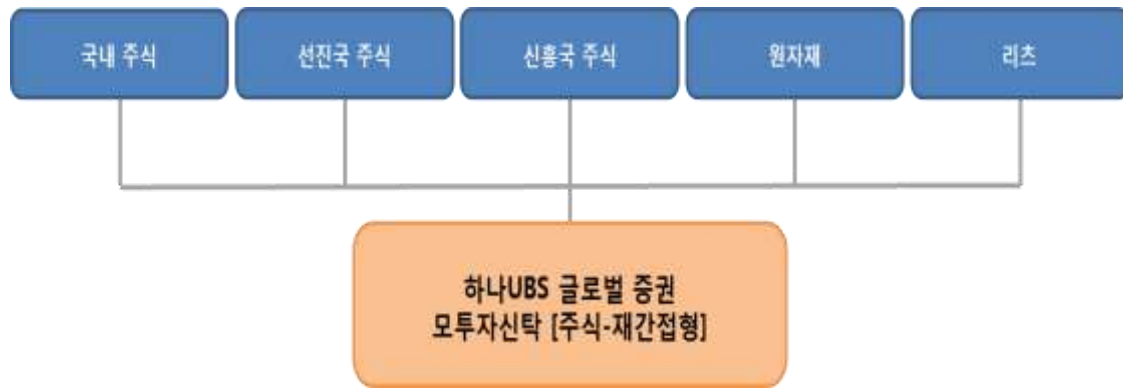 국내 주식
선진국 주식
신흥국 주식
원자재
리츠
하나UBS 글로벌 증권
모투자신탁 [주식-재간접형]